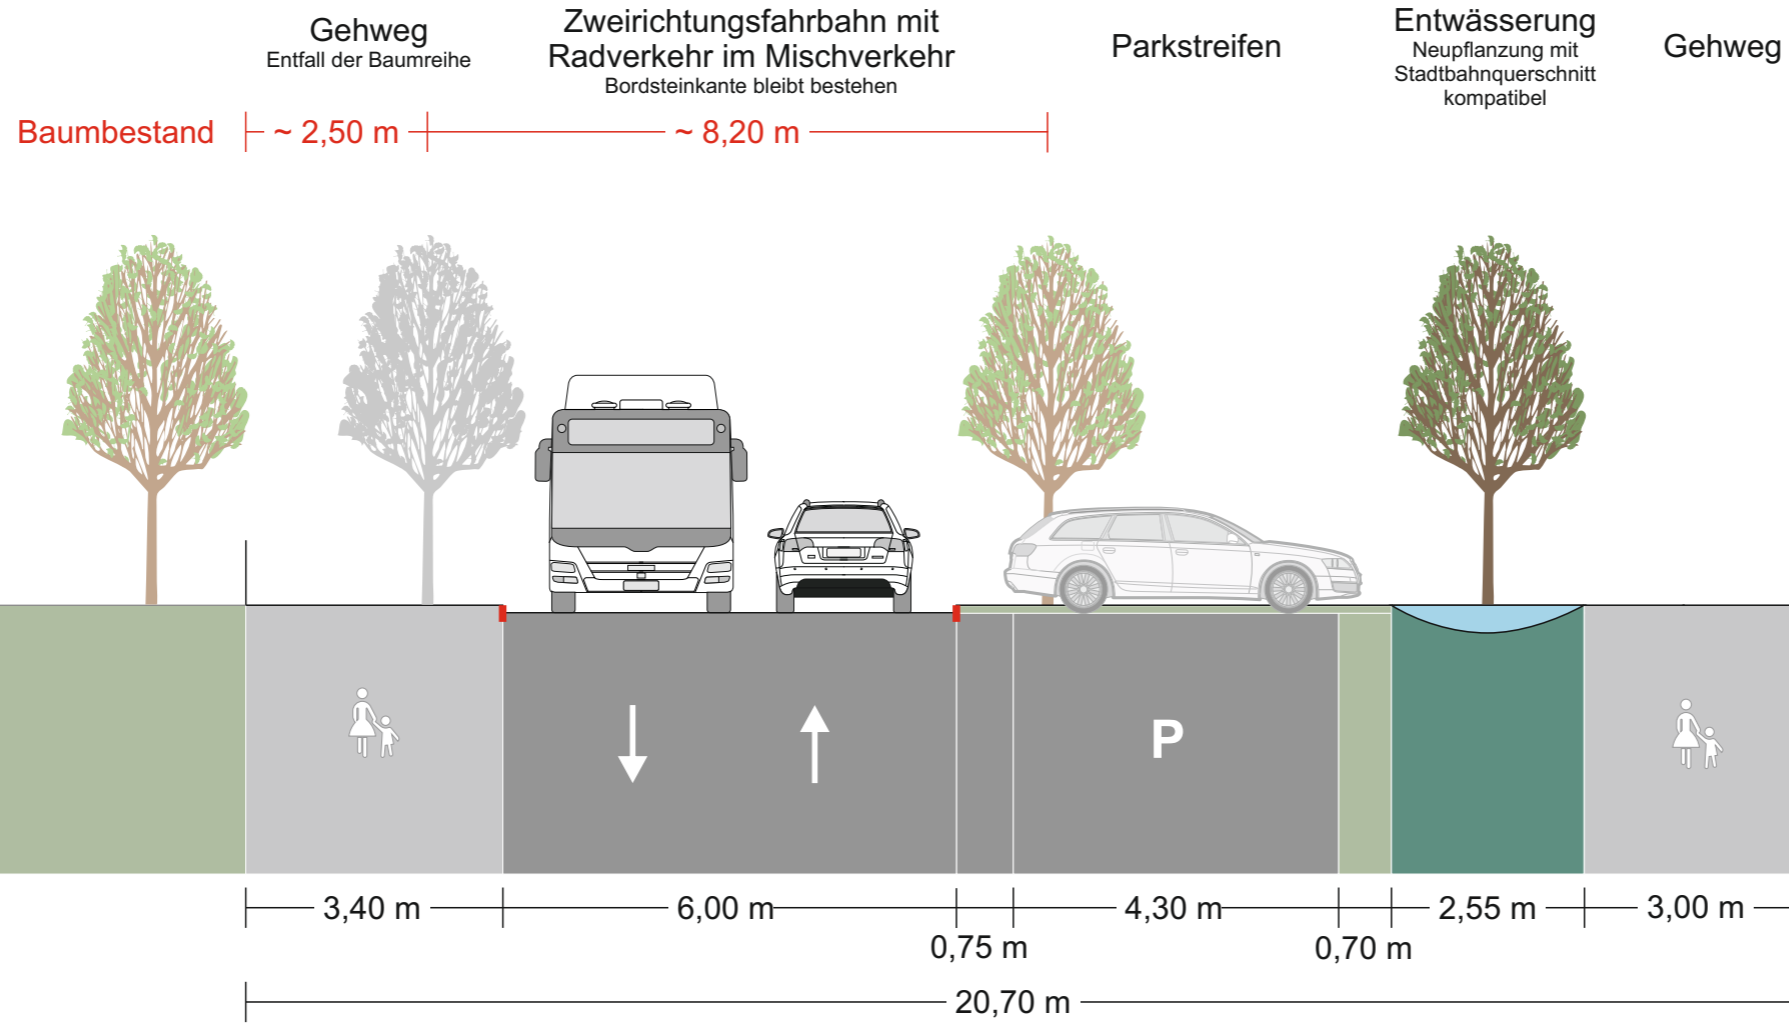 Gehweg
Entfall der Baumreihe
Zweirichtungsfahrbahn mit
Radverkehr im Mischverkehr
Bordsteinkante bleibt bestehen
Parkstreifen
Entwässerung
Neupflanzung mit
Stadtbahnquerschnitt
kompatibel
Gehweg
Baumbestand
~ 2,50 m
~ 8,20 m
P
3,40 m
6,00 m
0,75 m
4,30 m
0,70 m
2,55 m
3,00 m
20,70 m